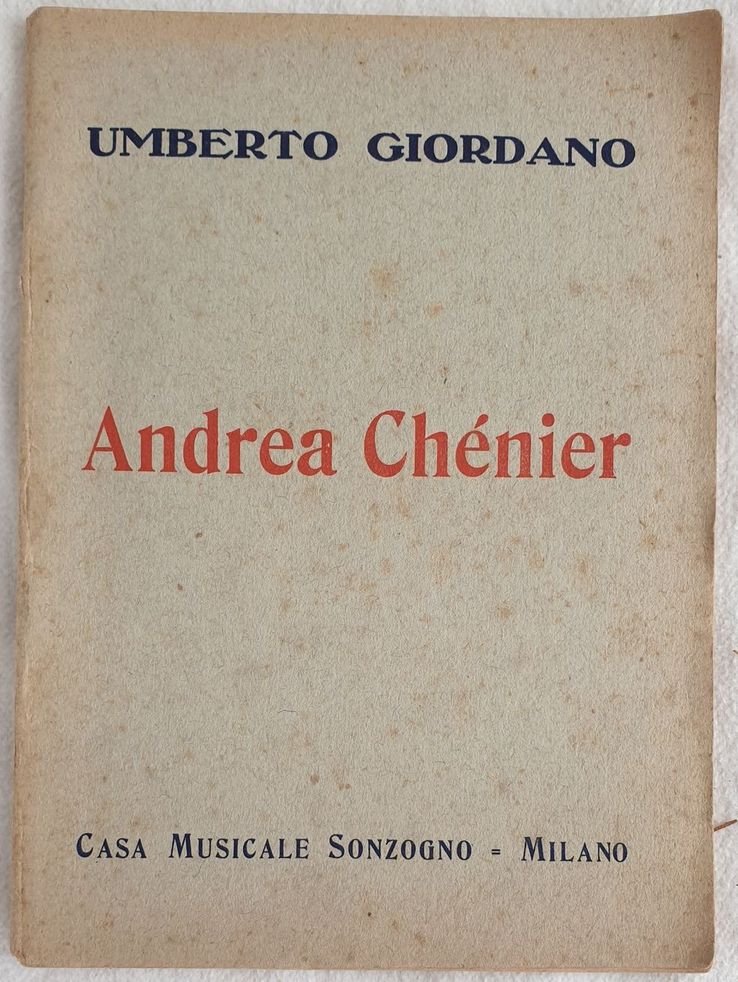 UMBERTO GIORDANO
Andrea Chénier
CASA MUSICALE SONZOGNO = MILANO